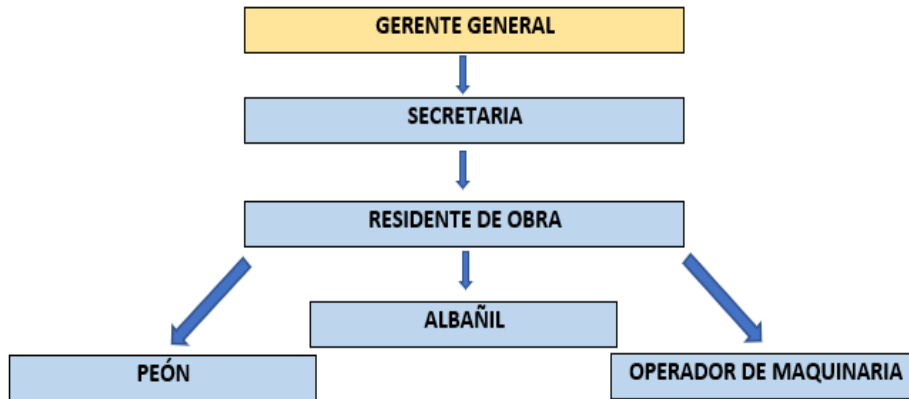 GERENTE GENERAL
SECRETARIA
RESIDENTE DE OBRA
ALBAÑIL
PEÓN
OPERADOR DE MAQUINARIA